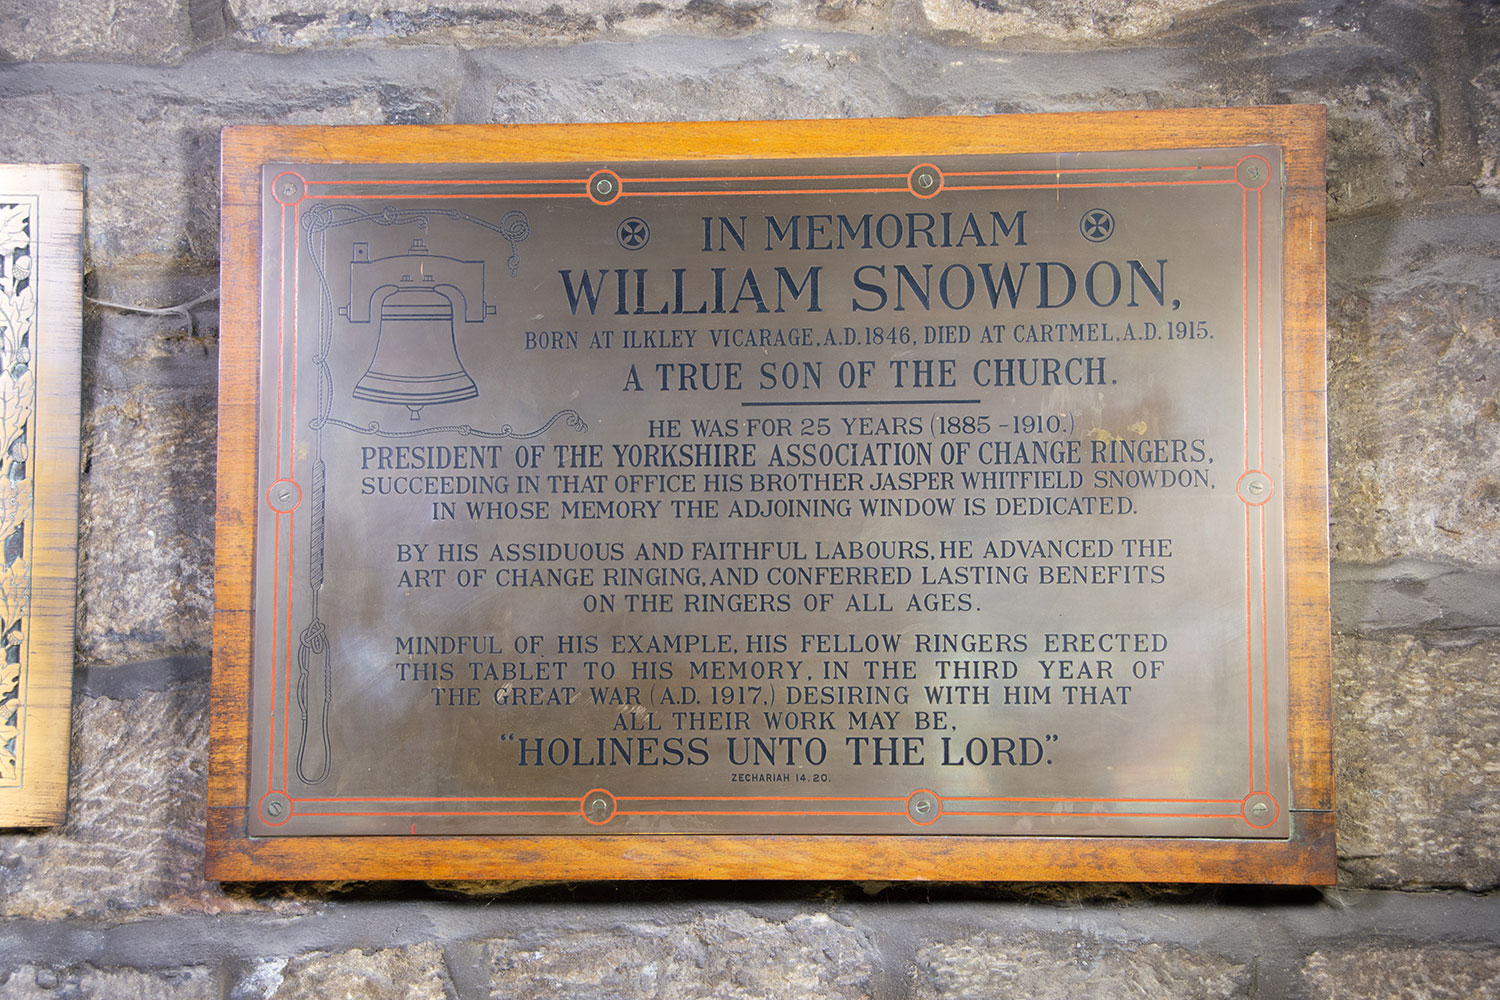 IN MEMORIAM
WILLIAM SNOWDON,
BORN AT ILKLEY VICARAGE, A.D. 1846, DIED AT CARTMEL, A.D. 1915.
A TRUE SON OF THE CHURCH.
HE WAS FOR 25 YEARS (1885-1910.)
PRESIDENT OF THE YORKSHIRE ASSOCIATION OF CHANGE RINGERS,
SUCCEEDING IN THAT OFFICE HIS BROTHER JASPER WHITFIELD SNOWDON,
IN WHOSE MEMORY THE ADJOINING WINDOW IS DEDICATED.
BY HIS ASSIDUOUS AND FAITHFUL LABOURS, HE ADVANCED THE
ART OF CHANGE RINGING, AND CONFERRED LASTING BENEFITS
ON THE RINGERS OF ALL AGES.
MINDFUL OF HIS EXAMPLE, HIS FELLOW RINGERS ERECTED
THIS TABLET TO HIS MEMORY, IN THE THIRD YEAR OF
THE GREAT WAR (A.D. 1917,) DESIRING WITH HIM THAT
ALL THEIR WORK MAY BE,
"HOLINESS UNTO THE LORD."
ZECHARIAH 14. 20.